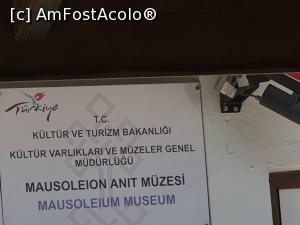 [c] AmFostAcolo®
Türkiye
T.C.
KÜLTÜR VE TURİZM BAKANLIĞI
KÜLTÜR VARLIKLARI VE MÜZELER GENEL
MÜDÜRLÜĞÜ
MAUSOLEION ANIT MÜZESİ
MAUSOLEIUM MUSEUM